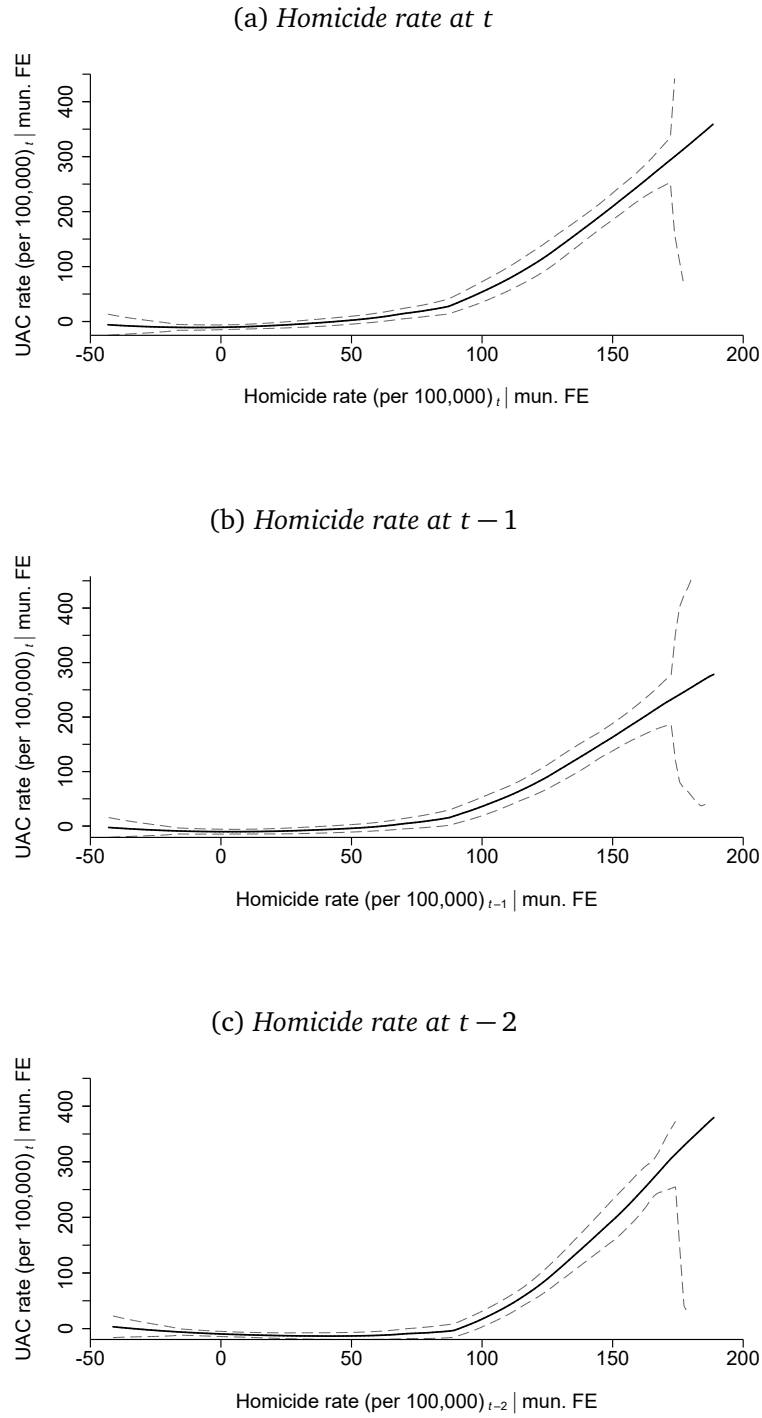 (a) Homicide rate at t
UAC rate (per 100,000) t | mun. FE
400
300
200
100
0
-50 0 50 100 150 200
Homicide rate (per 100,000) t | mun. FE
(b) Homicide rate at t − 1
UAC rate (per 100,000) t | mun. FE
400
300
200
100
0
-50 0 50 100 150 200
Homicide rate (per 100,000) t−1 | mun. FE
(c) Homicide rate at t − 2
UAC rate (per 100,000) t | mun. FE
400
300
200
100
0
-50 0 50 100 150 200
Homicide rate (per 100,000) t−2 | mun. FE